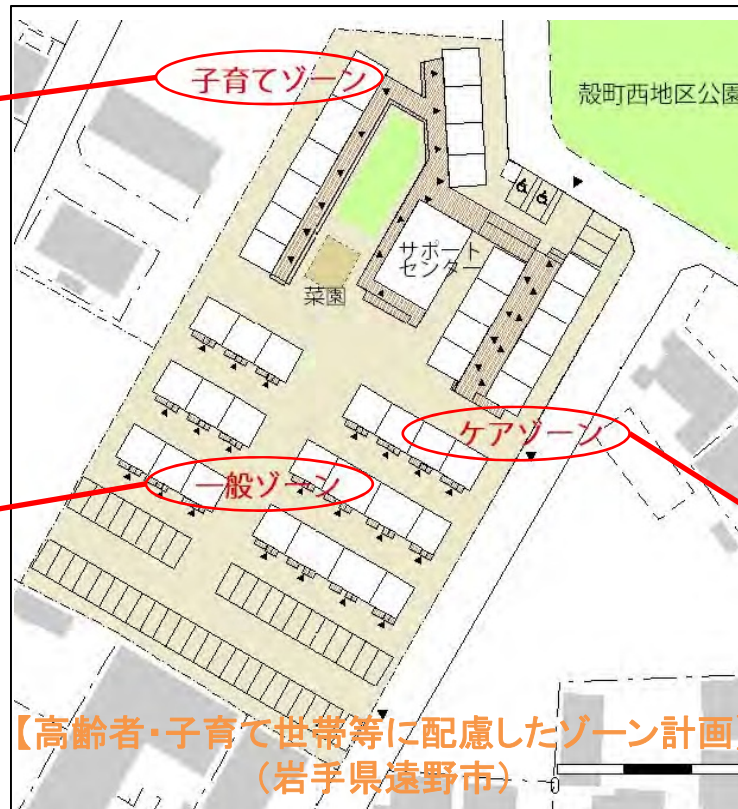 子育てゾーン
殻町西地区公園
サポート
センター
菜園
ケアゾーン
一般ゾーン
【高齢者・子育て世帯等に配慮したゾーン計画
(岩手県遠野市)
0